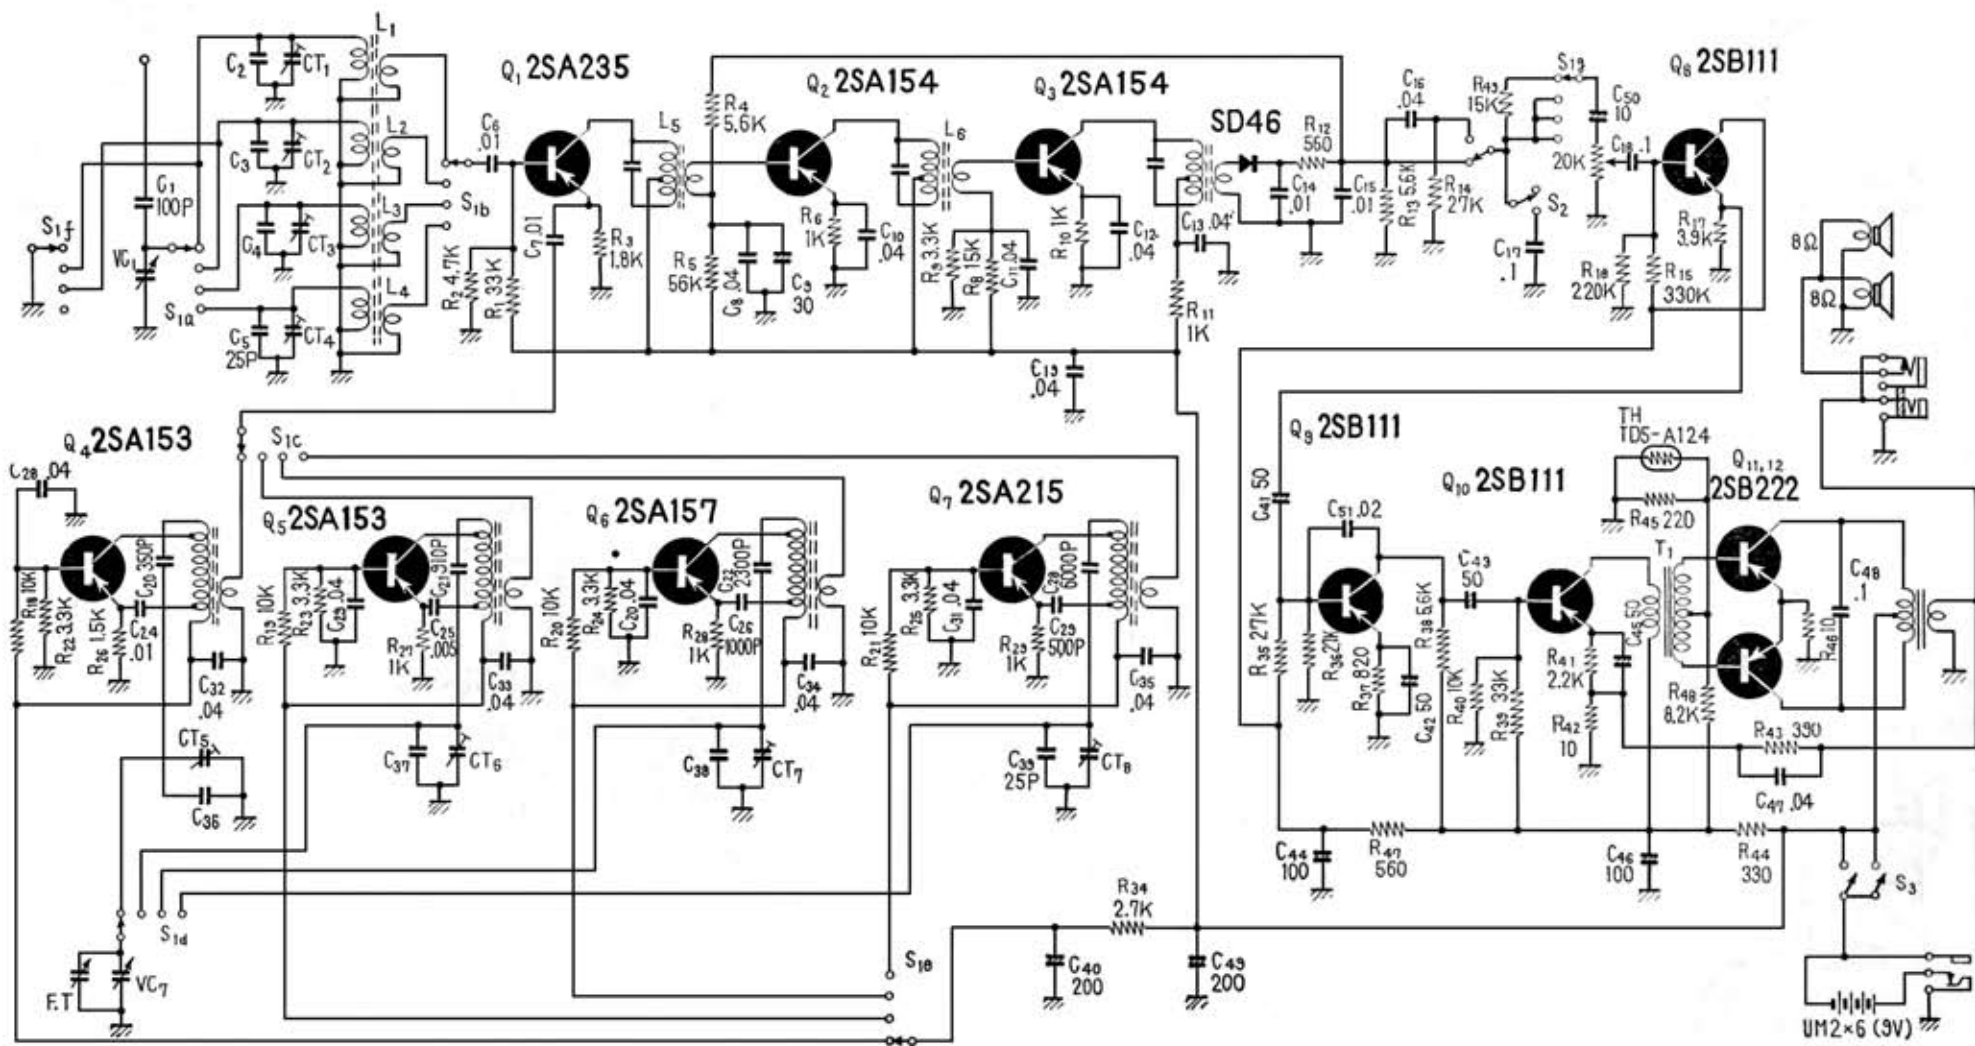 L1
C2
CT1
Q1 2SA235
Q2 2SA154
Q3 2SA154
S1g
Q8 2SB111
C16
.04
R43
15K
C50
10
R4
5.6K
L5
L6
SD46
R12
560
C6
.01
L2
C3
CT2
20K
C18 .1
C1
100P
L3
S1f
S1b
C4
CT3
VC1
C7 .01
R3
1.8K
R6
1K
C10
.04
R10 1K
C12
.04
C13 .04
C14
.01
C15
.01
R13 5.6K
R14
27K
S2
C17
.1
R17
3.9K
8Ω
8Ω
R5
56K
C8 .04
C9
30
R9 3.3K
R8 15K
C11 .04
R11
1K
R16
220K
R15
330K
R2 4.7K
R1 33K
L4
S1a
C5
25P
CT4
C19
.04
Q4 2SA153
S1c
C28 .04
Q5 2SA153
Q6 2SA157
Q7 2SA215
Q9 2SB111
TH
TDS-A124
Q10 2SB111
Q11,12
2SB222
C41 50
C51 .02
R45 220
T1
C43
50
C48
.1
R18 10K
R22 3.3K
R26 1.5K
C24
.01
C20 350P
C32
.04
R19 10K
R23 3.3K
C29 .04
R27
1K
C25
.005
C21 910P
C33
.04
R20 10K
R24 3.3K
R28
1K
C26
1000P
C22
2300P
C34
.04
R21 10K
R25 3.3K
C31 .04
R29
1K
500P
6000P
C35
.04
R35 27K
R37 820
C42 50
R38 5.6K
R40 10K
R39 33K
C45 50
R41
2.2K
R42
10
R48
8.2K
R46 10
R43 390
C47 .04
CT5
C36
C37
CT6
C38
CT7
C39
25P
CT8
C44
100
R47
560
C46
100
R44
330
S3
S1d
R34
2.7K
S1e
C40
200
C49
200
F.T
VC7
UM2×6 (9V)